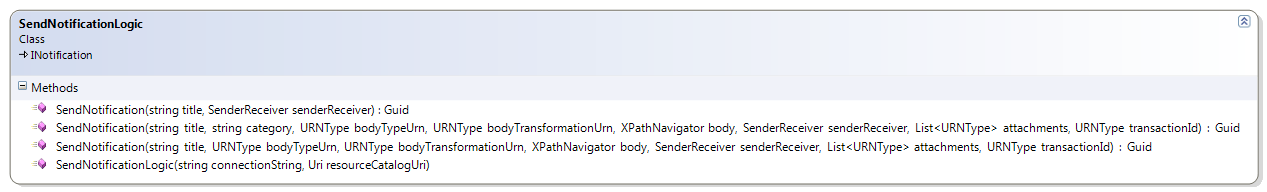 SendNotificationLogic
Class
INotification
Methods
SendNotification(string title, SenderReceiver senderReceiver) : Guid
SendNotification(string title, string category, URNType bodyTypeUrn, URNType bodyTransformationUrn, XPathNavigator body, SenderReceiver senderReceiver, List<URNType> attachments, URNType transactionId) : Guid
SendNotification(string title, URNType bodyTypeUrn, URNType bodyTransformationUrn, XPathNavigator body, SenderReceiver senderReceiver, List<URNType> attachments, URNType transactionId) : Guid
SendNotificationLogic(string connectionString, Uri resourceCatalogUri)